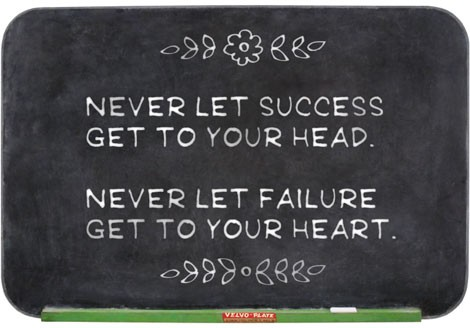 NEVER LET SUCCESS
GET TO YOUR HEAD.
NEVER LET FAILURE
GET TO YOUR HEART.
VELVO-PLATE